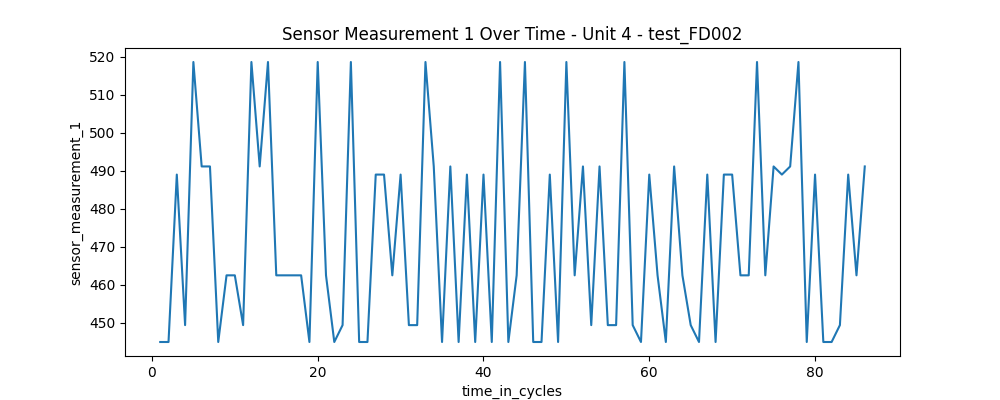 Sensor Measurement 1 Over Time - Unit 4 - test_FD002
520
510
500
490
480
470
460
450
sensor_measurement_1
0 20 40 60 80
time_in_cycles